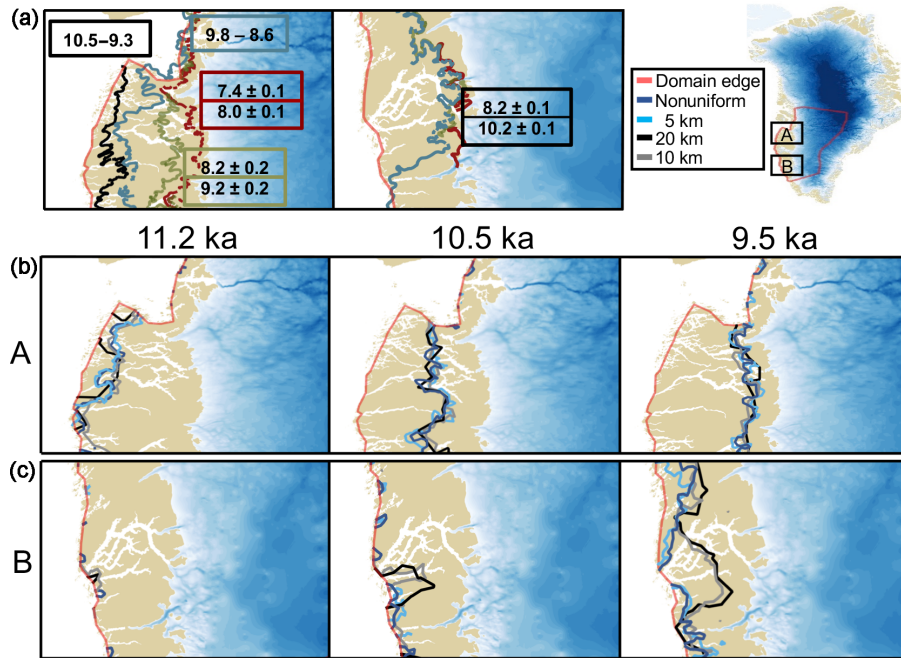 (a)
10.5–9.3
9.8 – 8.6
7.4 ± 0.1
8.0 ± 0.1
8.2 ± 0.2
9.2 ± 0.2
8.2 ± 0.1
10.2 ± 0.1
Domain edge
Nonuniform
5 km
20 km
10 km
A
B
11.2 ka
10.5 ka
9.5 ka
(b)
A
(c)
B